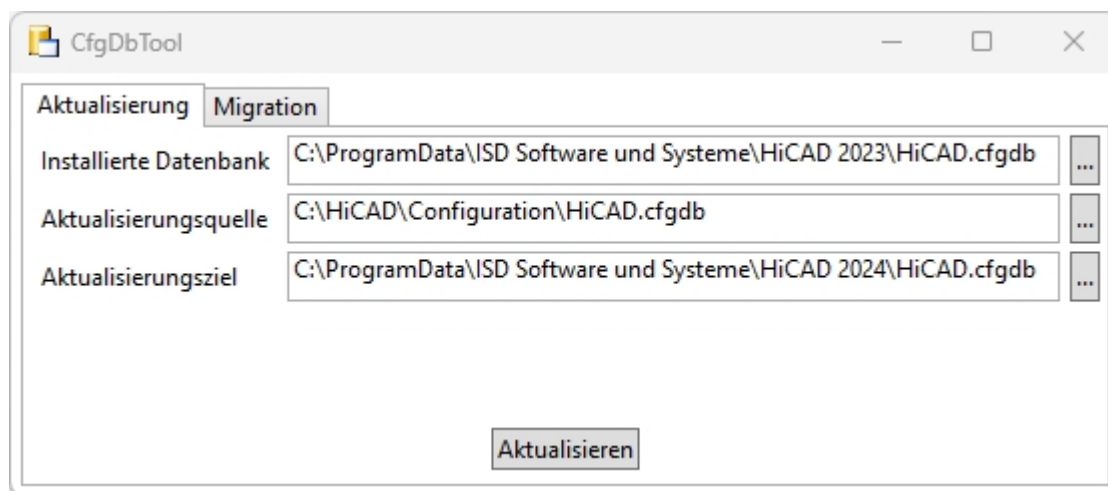 CfgDbTool
Aktualisierung Migration
Installierte Datenbank C:\ProgramData\ISD Software und Systeme\HiCAD 2023\HiCAD.cfgdb ...
Aktualisierungsquelle C:\HiCAD\Configuration\HiCAD.cfgdb ...
Aktualisierungsziel C:\ProgramData\ISD Software und Systeme\HiCAD 2024\HiCAD.cfgdb ...
Aktualisieren